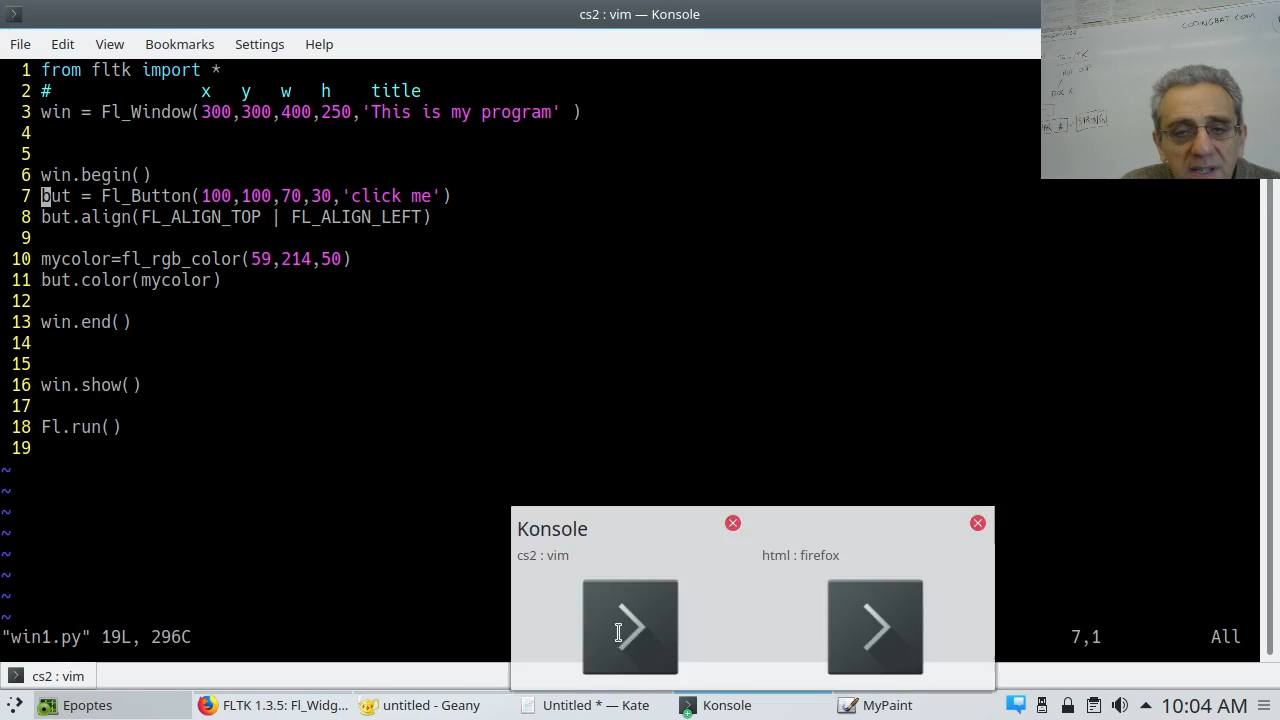 cs2 : vim — Konsole
File Edit View Bookmarks Settings Help
1 from fltk import *
2 # x y w h title
3 win = Fl_Window(300,300,400,250,'This is my program' )
4
5
6 win.begin()
7 but = Fl_Button(100,100,70,30,'click me')
8 but.align(FL_ALIGN_TOP | FL_ALIGN_LEFT)
9
10 mycolor=fl_rgb_color(59,214,50)
11 but.color(mycolor)
12
13 win.end()
14
15
16 win.show()
17
18 Fl.run()
19
~
~
~
~
~
~
~
~
"win1.py" 19L, 296C 7,1 All
CODINGBAT.COM
Konsole
cs2 : vim html : firefox
cs2 : vim
Epoptes FLTK 1.3.5: Fl_Widg... untitled - Geany Untitled * — Kate Konsole MyPaint 10:04 AM